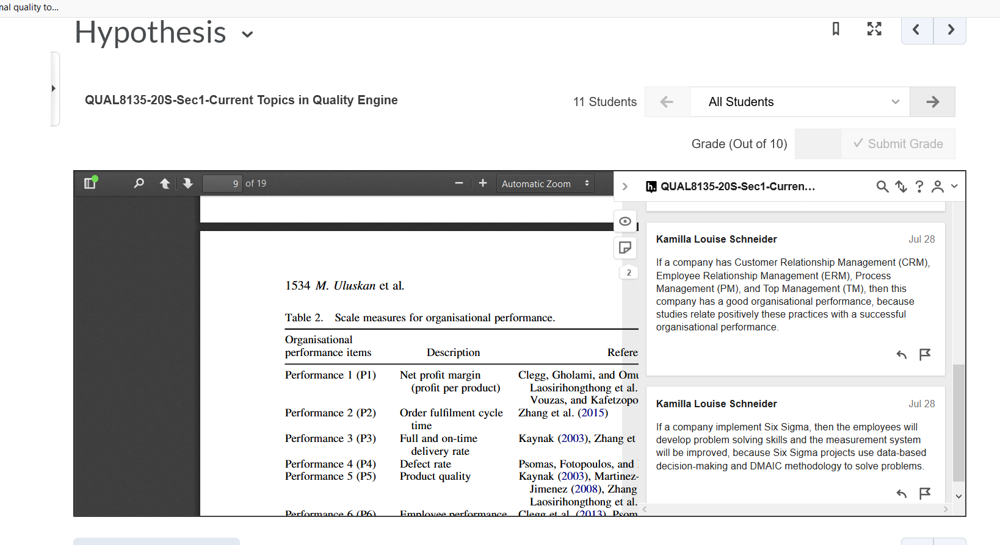 nal quality to...
Hypothesis
QUAL8135-20S-Sec1-Current Topics in Quality Engine
11 Students
All Students
Grade (Out of 10)
Submit Grade
9 of 19
Automatic Zoom
h. QUAL8135-20S-Sec1-Curren...
2
1534 M. Uluskan et al.
Table 2. Scale measures for organisational performance.
Organisational
performance items Description Refere
Performance 1 (P1) Net profit margin Clegg, Gholami, and Omu
(profit per product) Laosirihongthong et al.
Vouzas, and Kafetzopo
Performance 2 (P2) Order fulfilment cycle Zhang et al. (2015)
time
Performance 3 (P3) Full and on-time Kaynak (2003), Zhang et
delivery rate
Performance 4 (P4) Defect rate Psomas, Fotopoulos, and
Performance 5 (P5) Product quality Kaynak (2003), Martinez-
Jimenez (2008), Zhang
Laosirihongthong et al.
Performance 6 (P6) Employee performance Clegg et al. (2013), Psom
Kamilla Louise Schneider Jul 28
If a company has Customer Relationship Management (CRM),
Employee Relationship Management (ERM), Process
Management (PM), and Top Management (TM), then this
company has a good organisational performance, because
studies relate positively these practices with a successful
organisational performance.
Kamilla Louise Schneider Jul 28
If a company implement Six Sigma, then the employees will
develop problem solving skills and the measurement system
will be improved, because Six Sigma projects use data-based
decision-making and DMAIC methodology to solve problems.